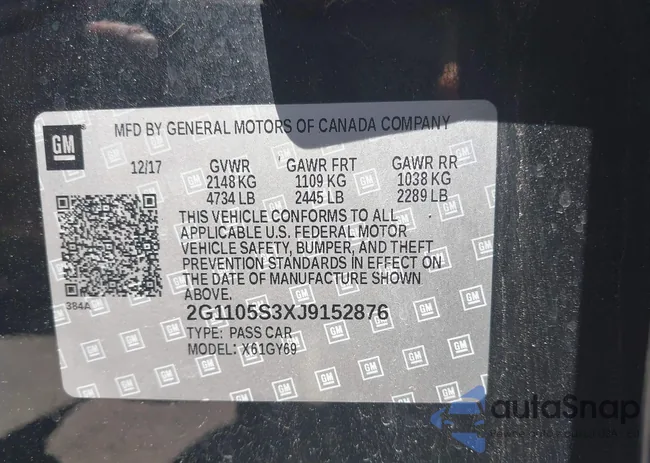 GM
MFD BY GENERAL MOTORS OF CANADA COMPANY
12/17 GVWR GAWR FRT GAWR RR
2148 KG 1109 KG 1038 KG
4734 LB 2445 LB 2289 LB
THIS VEHICLE CONFORMS TO ALL
APPLICABLE U.S. FEDERAL MOTOR
VEHICLE SAFETY, BUMPER, AND THEFT
PREVENTION STANDARDS IN EFFECT ON
THE DATE OF MANUFACTURE SHOWN
ABOVE.
384A
2G1105S3XJ9152876
TYPE: PASS CAR
MODEL: X61GY69
autoSnap